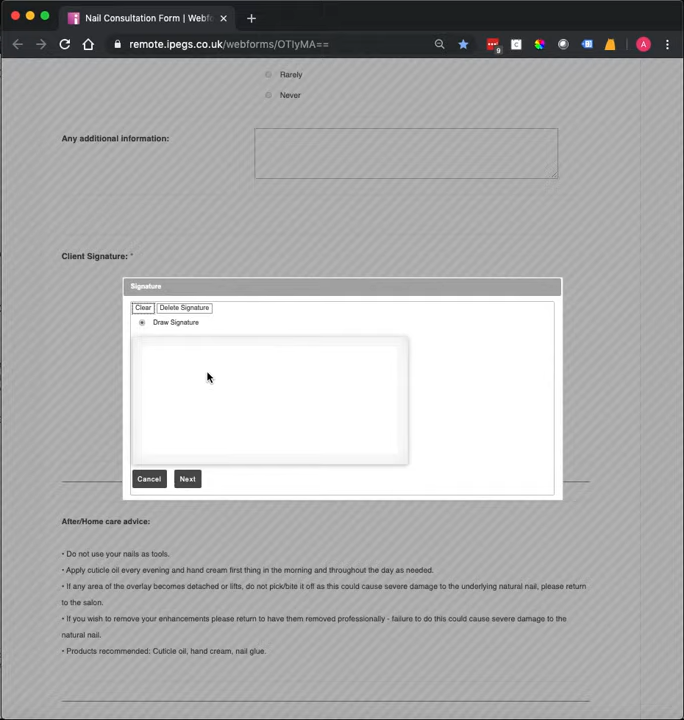 Nail Consultation Form | Webfo
remote.ipegs.co.uk/webforms/OTIyMA==
9
C
A
Rarely
Never
Any additional information:
Client Signature: *
Signature
Clear Delete Signature
Draw Signature
Cancel Next
After/Home care advice:
• Do not use your nails as tools.
• Apply cuticle oil every evening and hand cream first thing in the morning and throughout the day as needed.
• If any area of the overlay becomes detached or lifts, do not pick/bite it off as this could cause severe damage to the underlying natural nail, please return
to the salon.
• If you wish to remove your enhancements please return to have them removed professionally - failure to do this could cause severe damage to the
natural nail.
• Products recommended: Cuticle oil, hand cream, nail glue.